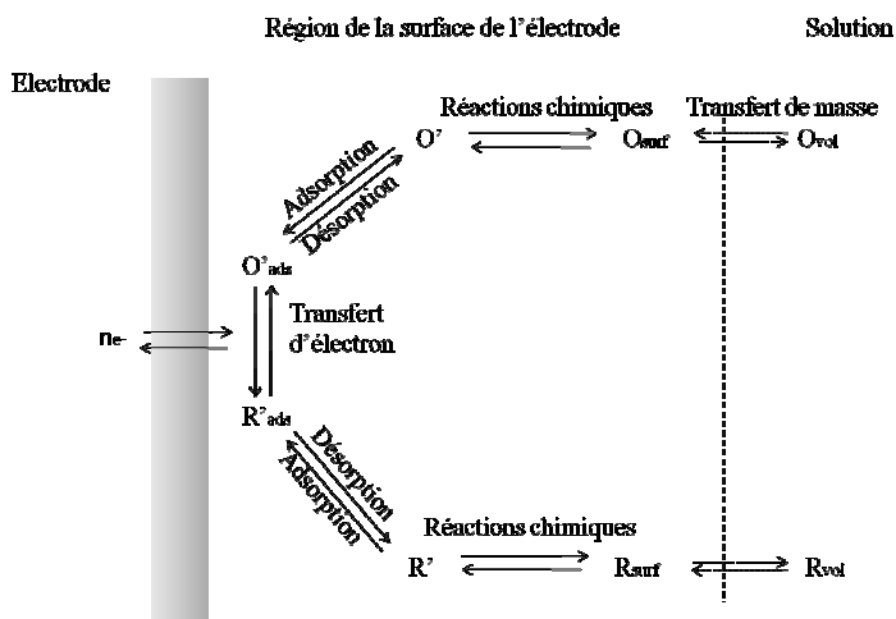 Région de la surface de l'électrode
Solution
Electrode
Réactions chimiques
Transfert de masse
O'
Osurf
Ovol
Adsorption
Désorption
O'ads
Transfert
d'électron
ne-
R'ads
Désorption
Adsorption
Réactions chimiques
R'
Rsurf
Rvol